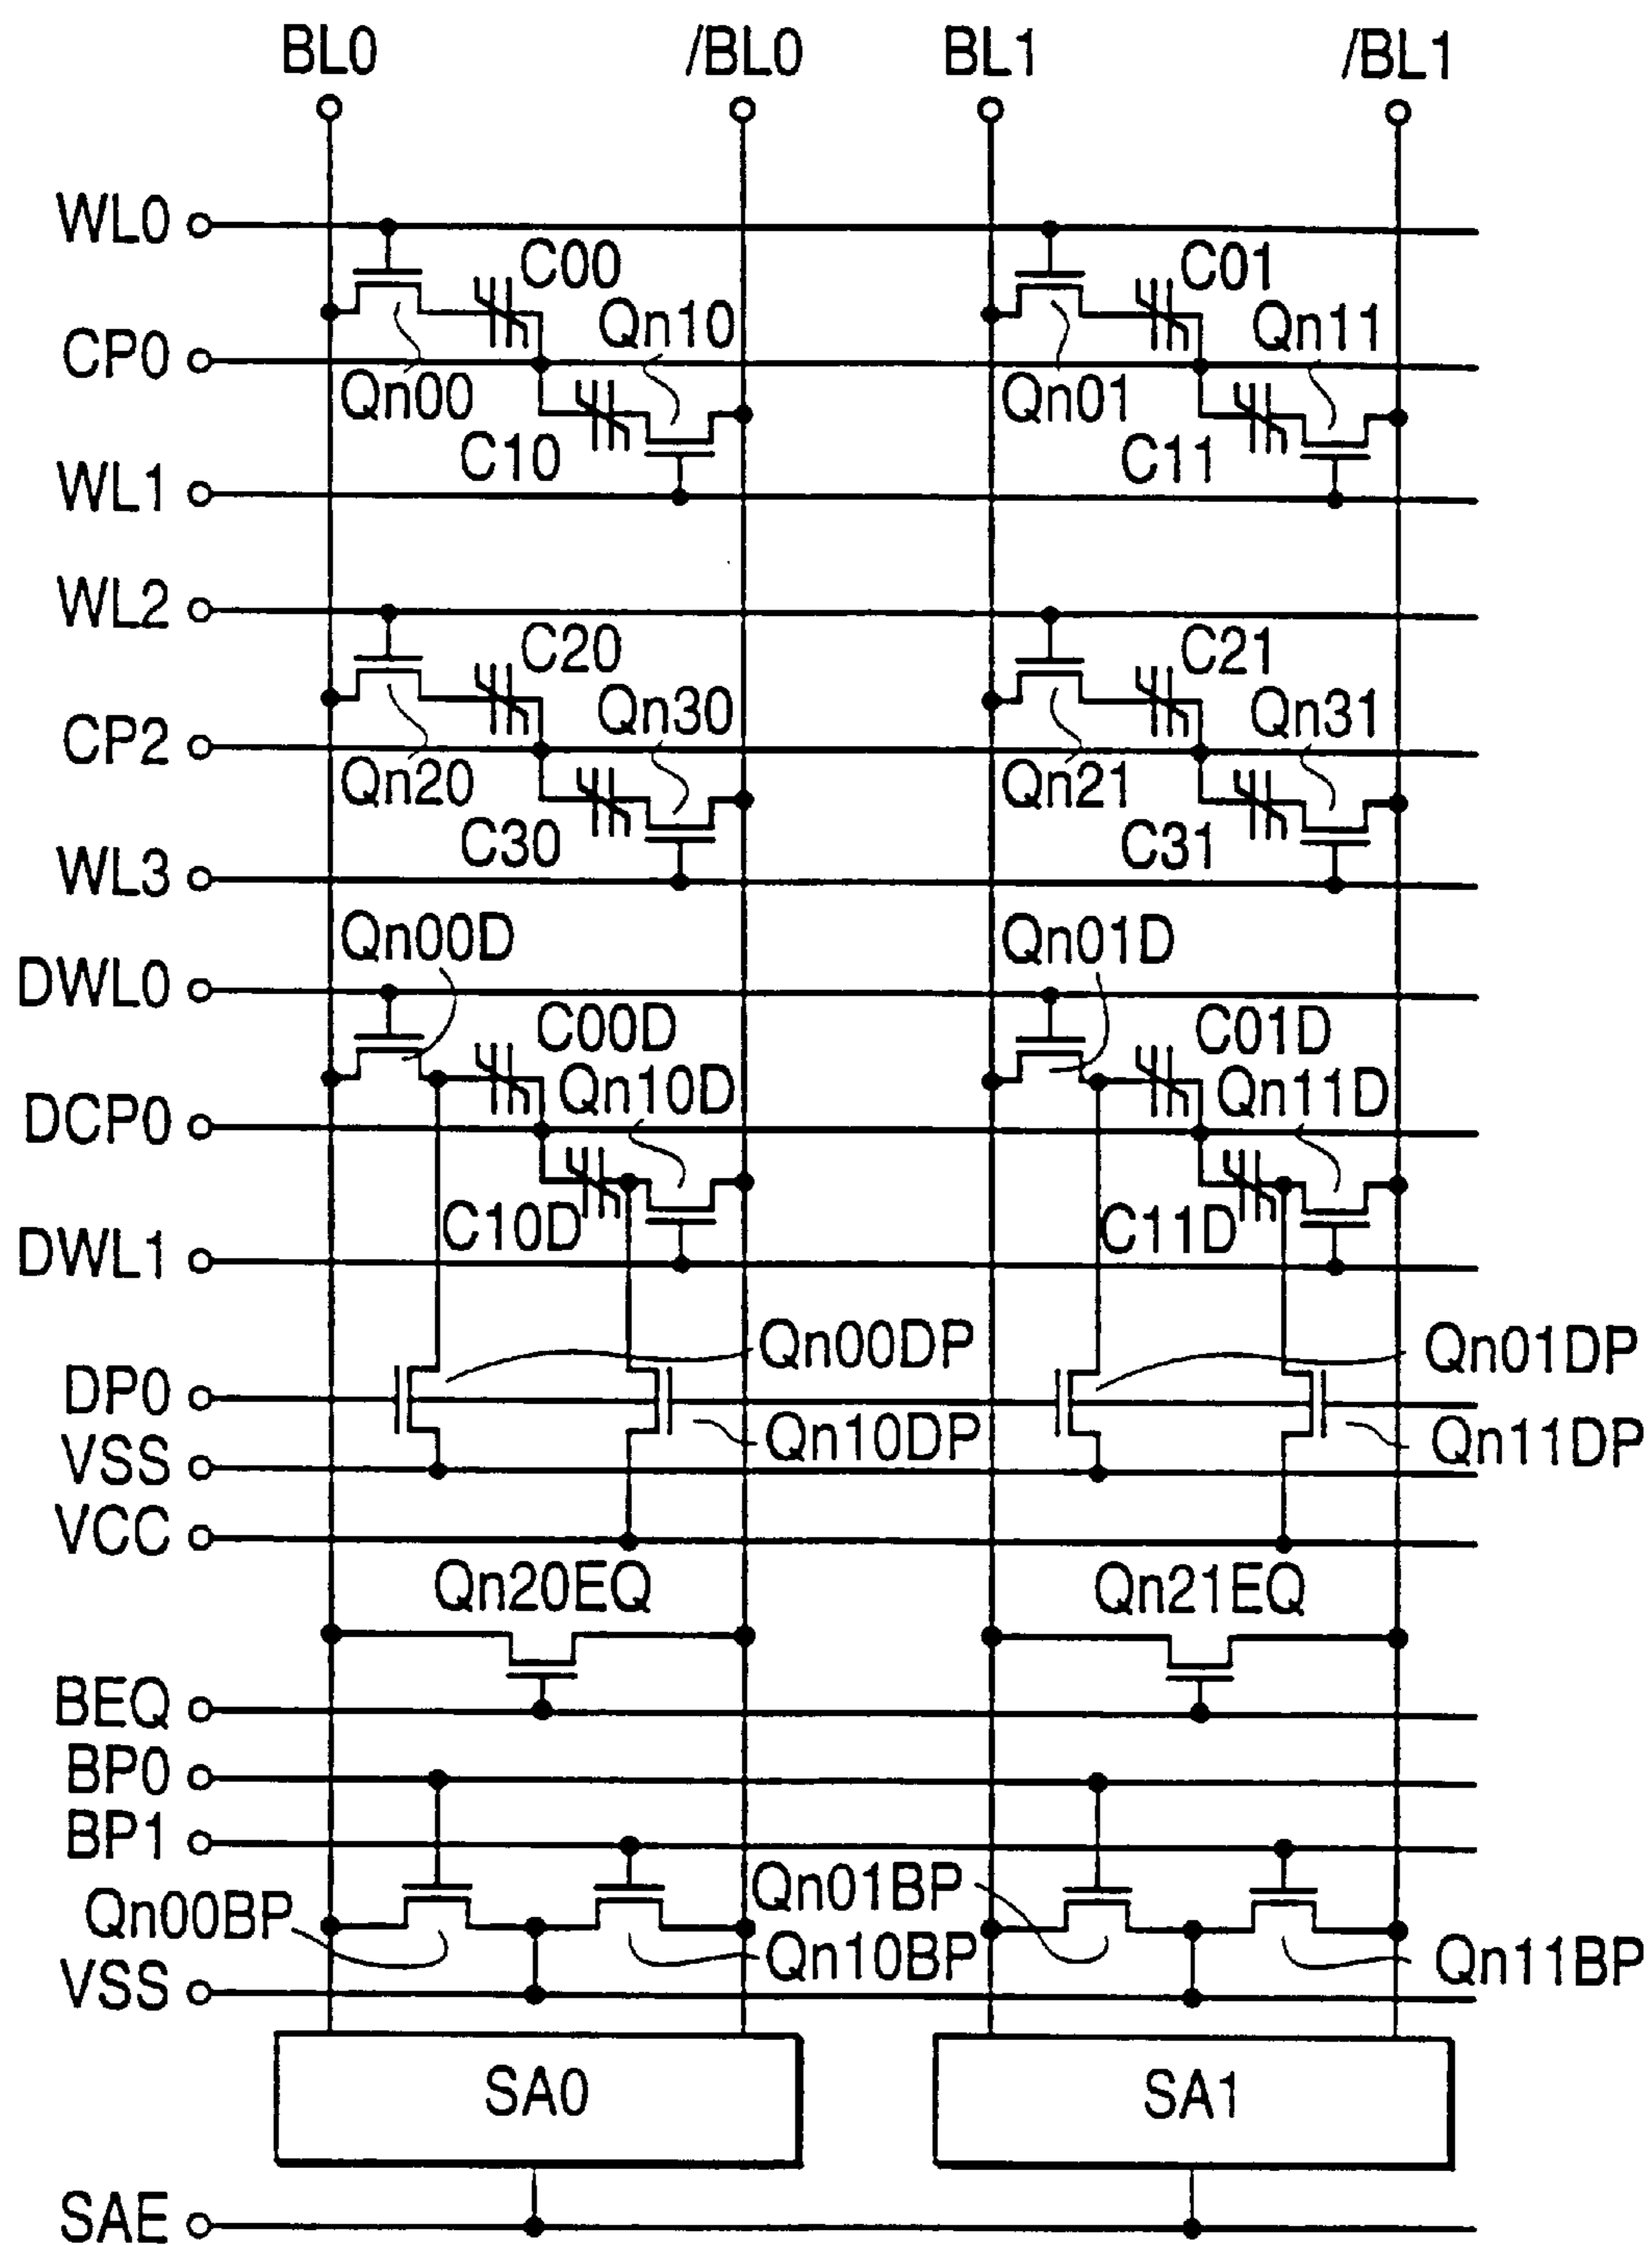 BL0 /BL0 BL1 /BL1
WL0
C00 C01
Qn10 Qn11
CP0
Qn00 Qn01
C10 C11
WL1
WL2
C20 C21
Qn30 Qn31
CP2
Qn20 Qn21
C30 C31
WL3
Qn00D Qn01D
DWL0
C00D C01D
Qn10D Qn11D
DCP0
C10D C11D
DWL1
Qn00DP Qn01DP
DP0
Qn10DP Qn11DP
VSS
VCC
Qn20EQ Qn21EQ
BEQ
BP0
BP1
Qn00BP Qn01BP
Qn10BP Qn11BP
VSS
SA0 SA1
SAE